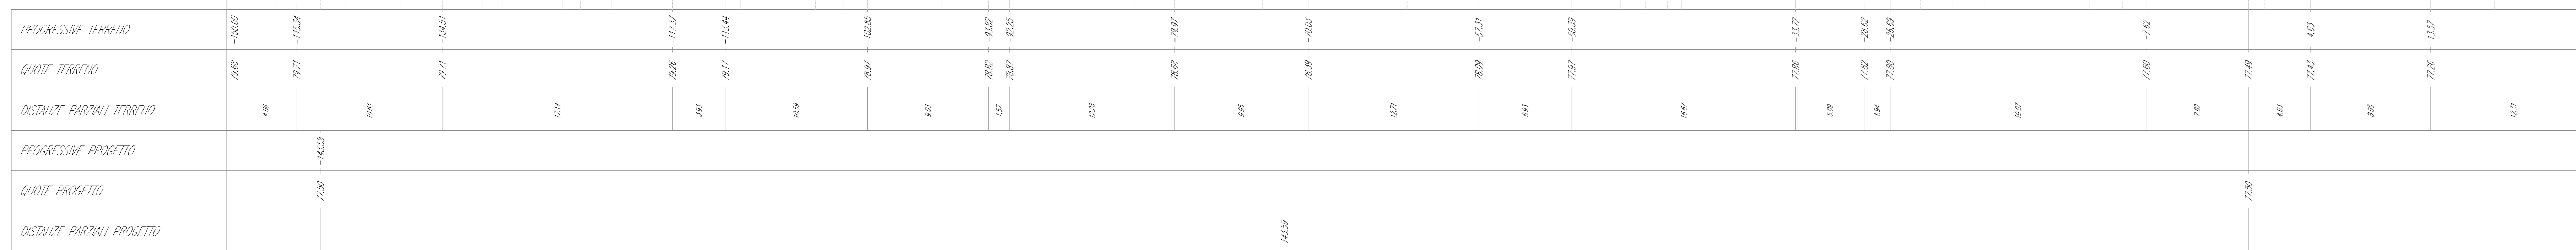 PROGRESSIVE TERRENO -150.00 -145.34 -134.51 -117.37 -113.44 -102.85 -93.82 -92.25 -79.97 -70.03 -57.31 -50.39 -33.72 -28.62 -26.69 -7.62 4.63 13.57
QUOTE TERRENO 79.68 79.71 79.71 79.26 79.17 78.97 78.82 78.87 78.68 78.39 78.09 77.97 77.86 77.82 77.80 77.60 77.49 77.43 77.26
DISTANZE PARZIALI TERRENO 4.66 10.83 17.14 3.93 10.59 9.03 1.57 12.28 9.95 12.71 6.93 16.67 5.09 1.94 19.07 7.62 4.63 8.95 12.31
PROGRESSIVE PROGETTO -143.59
QUOTE PROGETTO 77.50 77.50
DISTANZE PARZIALI PROGETTO 143.59